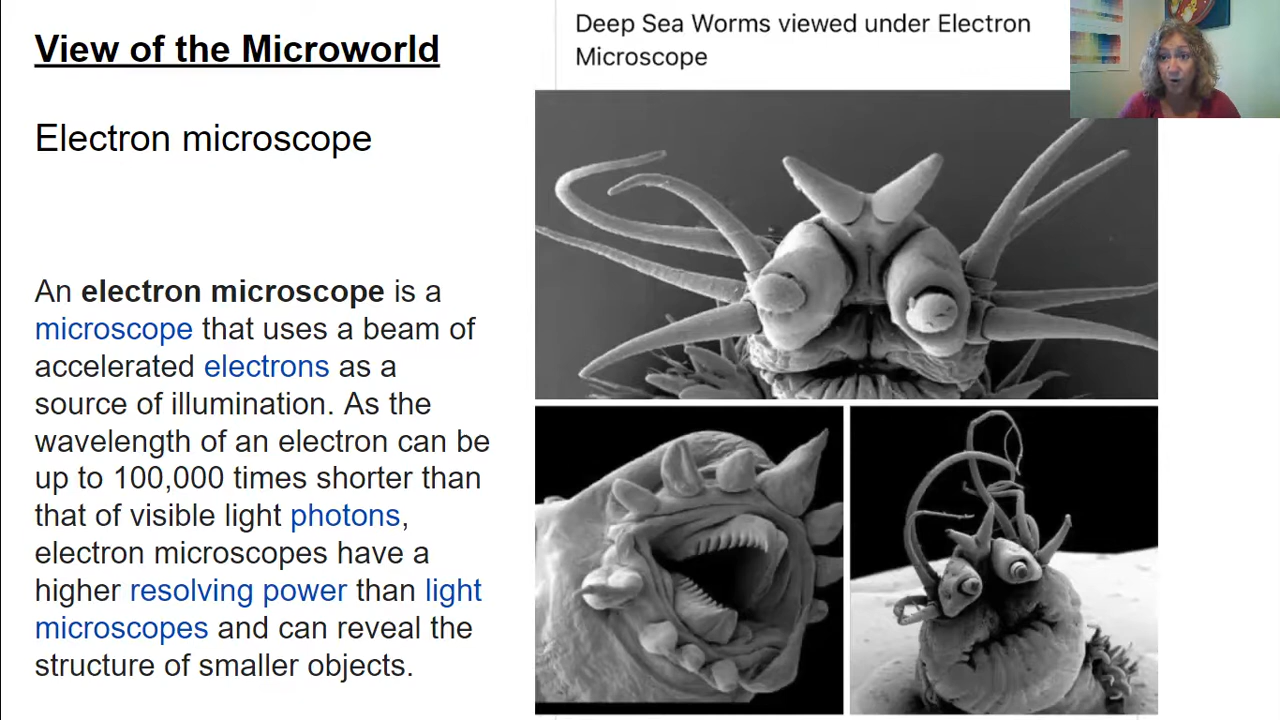 View of the Microworld
Electron microscope
An electron microscope is a
microscope that uses a beam of
accelerated electrons as a
source of illumination. As the
wavelength of an electron can be
up to 100,000 times shorter than
that of visible light photons,
electron microscopes have a
higher resolving power than light
microscopes and can reveal the
structure of smaller objects.
Deep Sea Worms viewed under Electron
Microscope